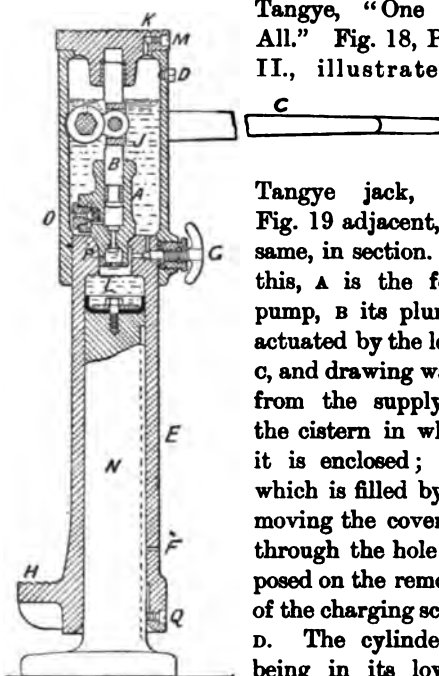 Tangye, "One
All." Fig. 18, P
II., illustrate
Tangye jack,
Fig. 19 adjacent,
same, in section.
this, A is the f
pump, B its plun
actuated by the le
C, and drawing wa
from the supply
the cistern in wh
it is enclosed;
which is filled by
moving the cover
through the hole
posed on the remo
of the charging sc
D. The cylinde
being in its low
K
M
D
C
J
B
A
O
P
G
L
E
N
F
H
Q